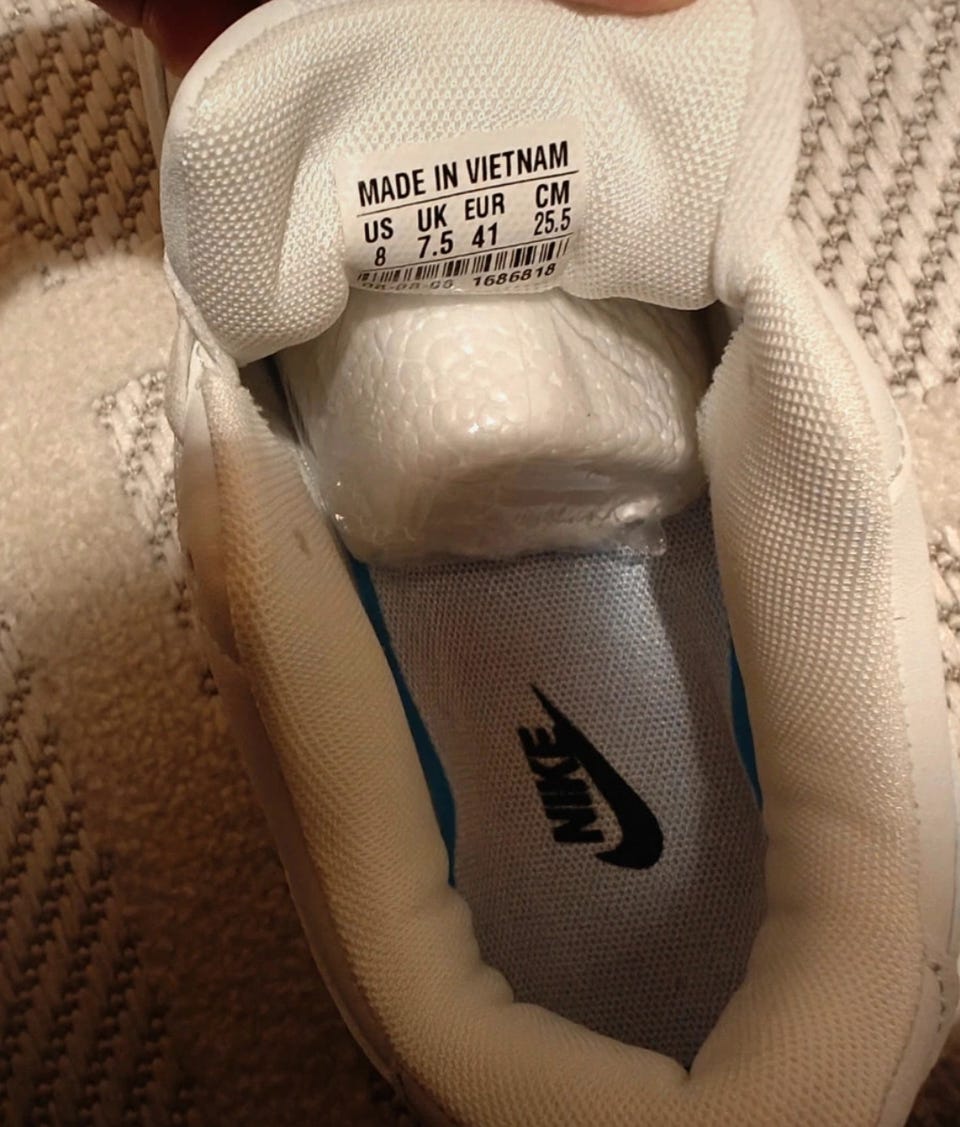 MADE IN VIETNAM
US UK EUR CM
8 7.5 41 25.5
1686818
NIKE